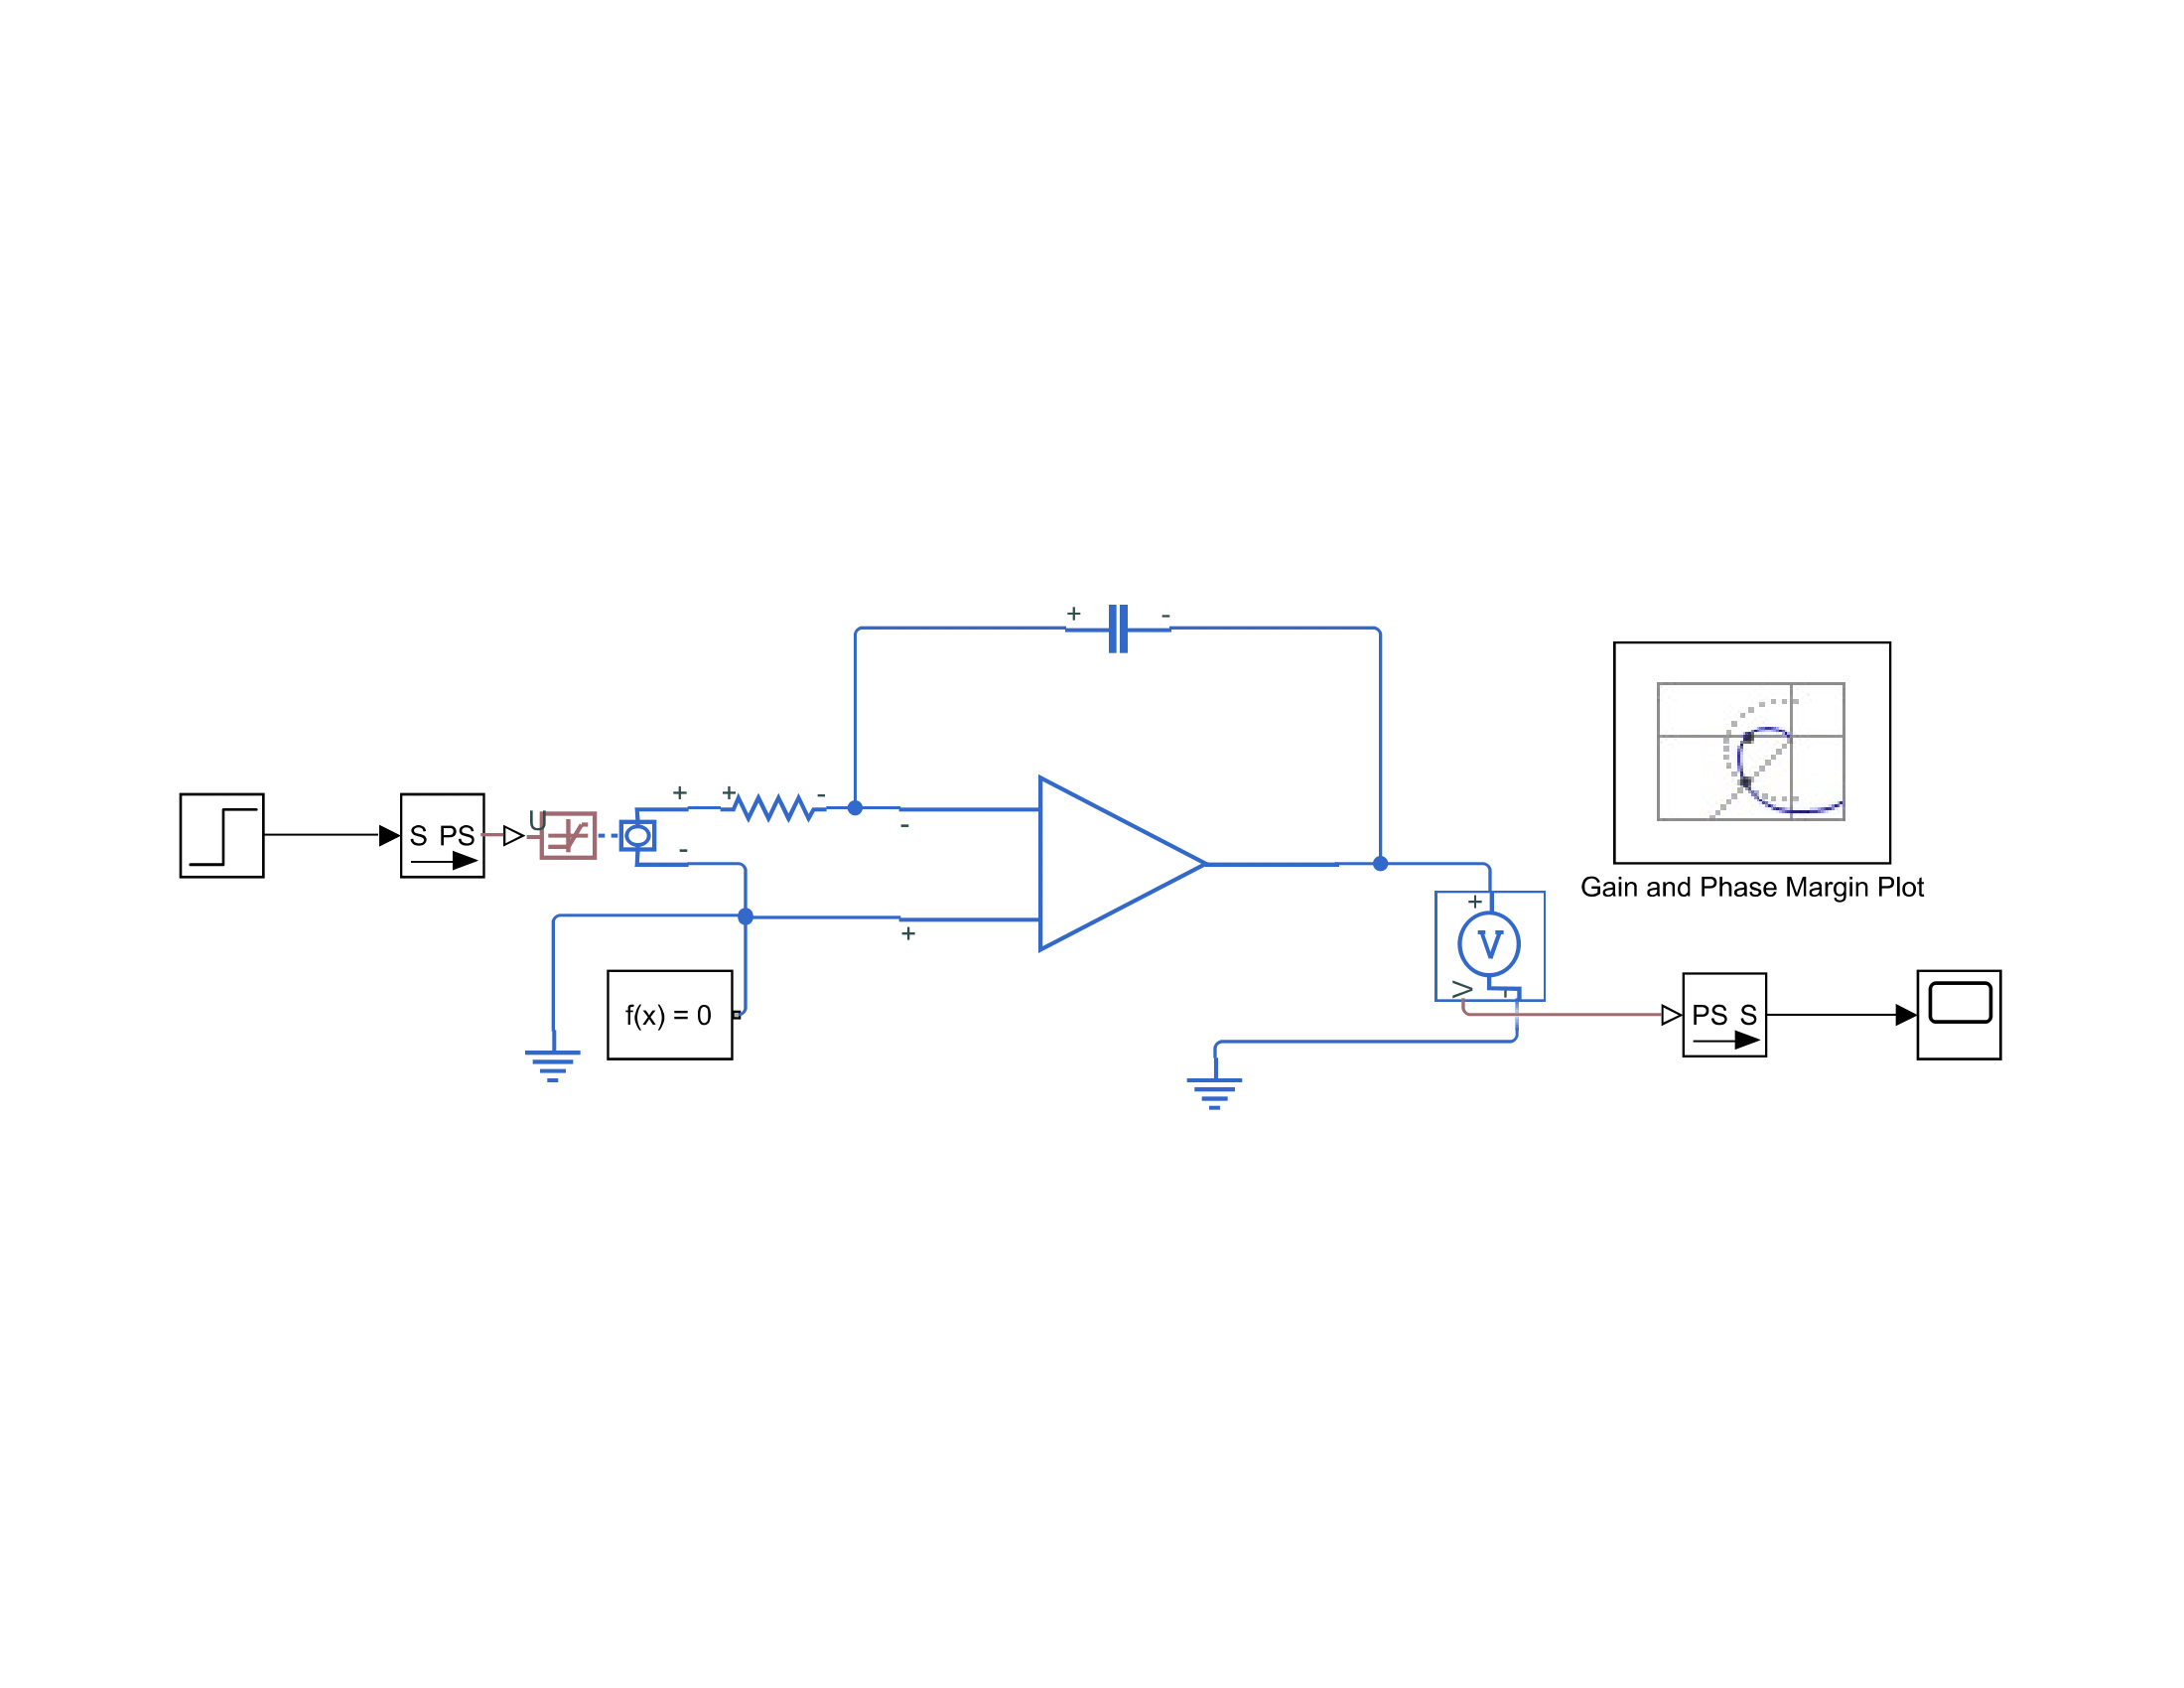 + -
+ + -
U
S PS
-
-
Gain and Phase Margin Plot
+
+
V
V -
f(x) = 0
PS S